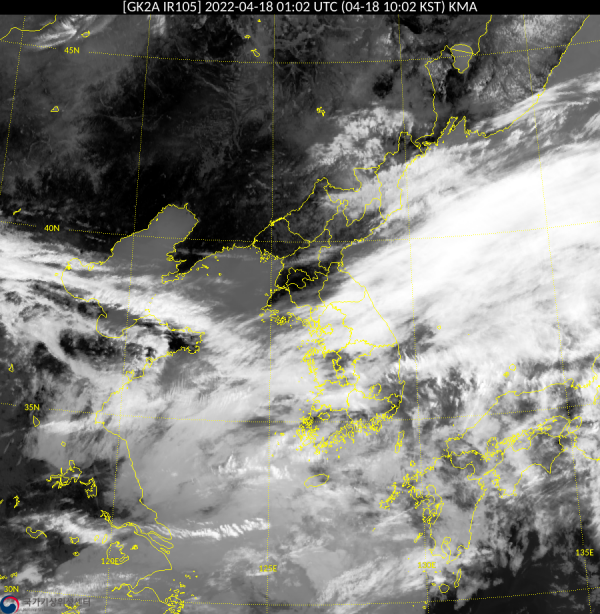 [GK2A IR105] 2022-04-18 01:02 UTC (04-18 10:02 KST) KMA
45N
40N
35N
135E
120E
125E
130E
30N